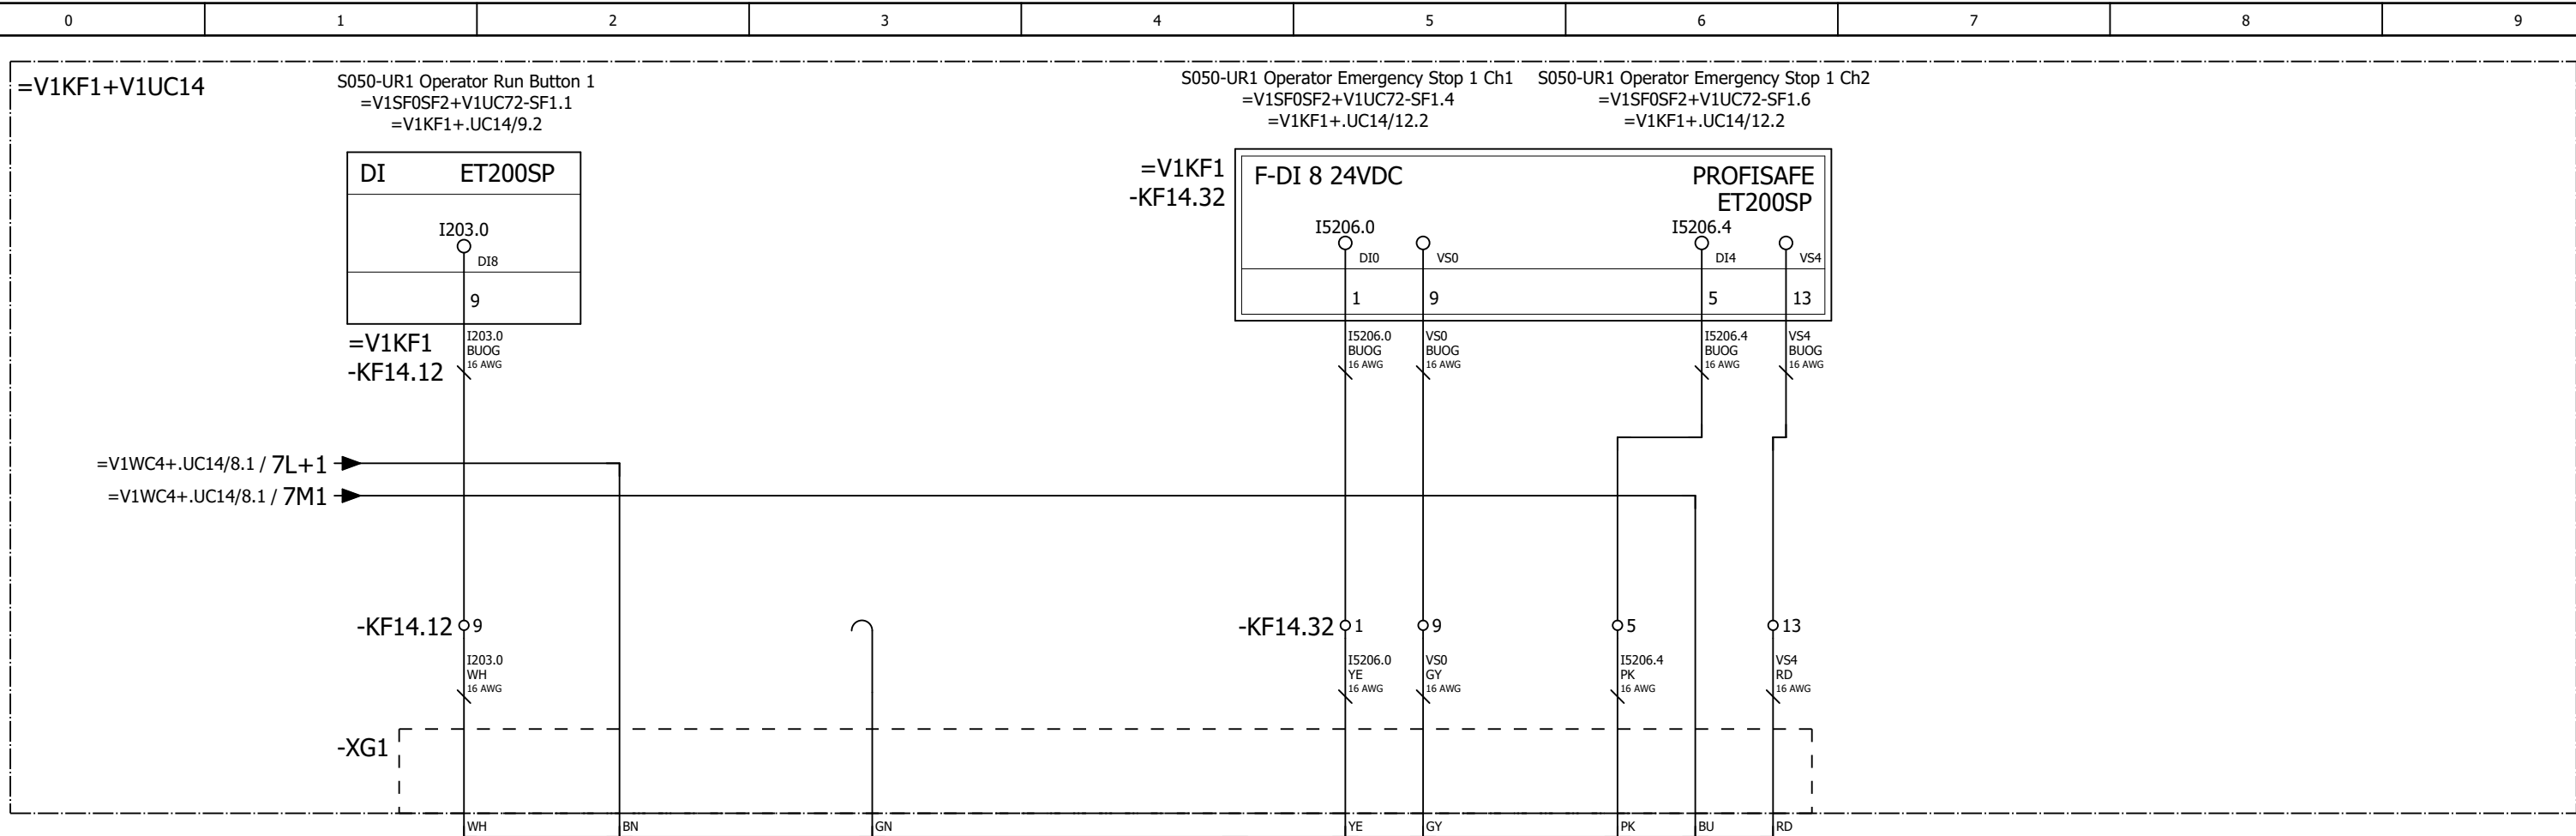 0 1 2 3 4 5 6 7 8 9
=V1KF1+V1UC14
S050-UR1 Operator Run Button 1
=V1SF0SF2+V1UC72-SF1.1
=V1KF1+.UC14/9.2
S050-UR1 Operator Emergency Stop 1 Ch1
=V1SF0SF2+V1UC72-SF1.4
=V1KF1+.UC14/12.2
S050-UR1 Operator Emergency Stop 1 Ch2
=V1SF0SF2+V1UC72-SF1.6
=V1KF1+.UC14/12.2
DI ET200SP
I203.0
DI8
9
=V1KF1
-KF14.12
I203.0
BUOG
16 AWG
=V1KF1
-KF14.32
F-DI 8 24VDC PROFISAFE
ET200SP
I5206.0 I5206.4
DI0 VS0 DI4 VS4
1 9 5 13
I5206.0
BUOG
16 AWG
VS0
BUOG
16 AWG
I5206.4
BUOG
16 AWG
VS4
BUOG
16 AWG
=V1WC4+.UC14/8.1 / 7L+1
=V1WC4+.UC14/8.1 / 7M1
-KF14.12 9
-KF14.32 1 9 5 13
I203.0
WH
16 AWG
I5206.0
YE
16 AWG
VS0
GY
16 AWG
I5206.4
PK
16 AWG
VS4
RD
16 AWG
-XG1
WH BN GN YE GY PK BU RD